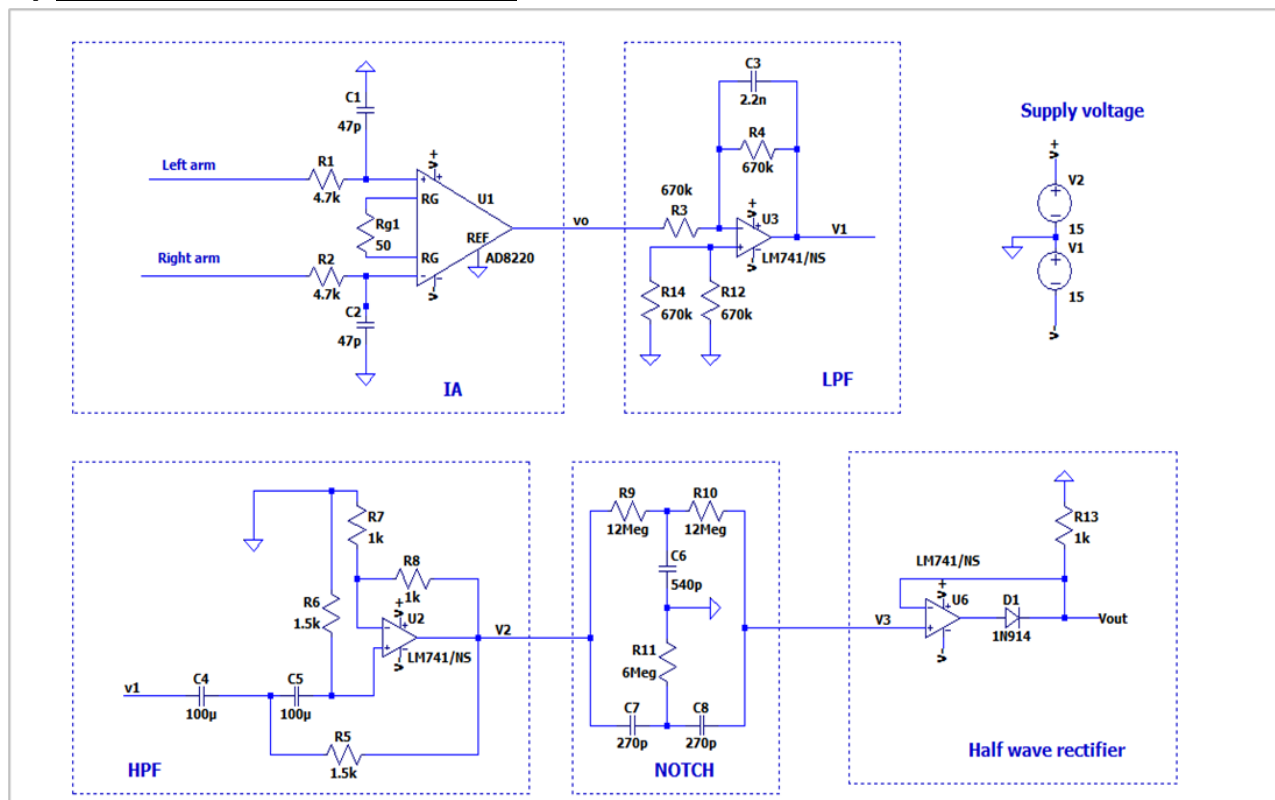 C1
47p
Left arm
R1
4.7k
V+
U1
RG
Rg1
50
RG
REF
AD8220
V-
Right arm
R2
4.7k
C2
47p
IA
vo
C3
2.2n
R4
670k
670k
R3
V+
U3
V1
LM741/NS
V-
R14
670k
R12
670k
LPF
Supply voltage
V+
V2
15
V1
15
V-
R7
1k
R8
1k
R6
1.5k
V+
U2
LM741/NS
V-
V2
v1
C4
100µ
C5
100µ
R5
1.5k
HPF
R9
12Meg
R10
12Meg
C6
540p
R11
6Meg
C7
270p
C8
270p
NOTCH
V3
R13
1k
LM741/NS
V+
U6
D1
1N914
V-
Vout
Half wave rectifier